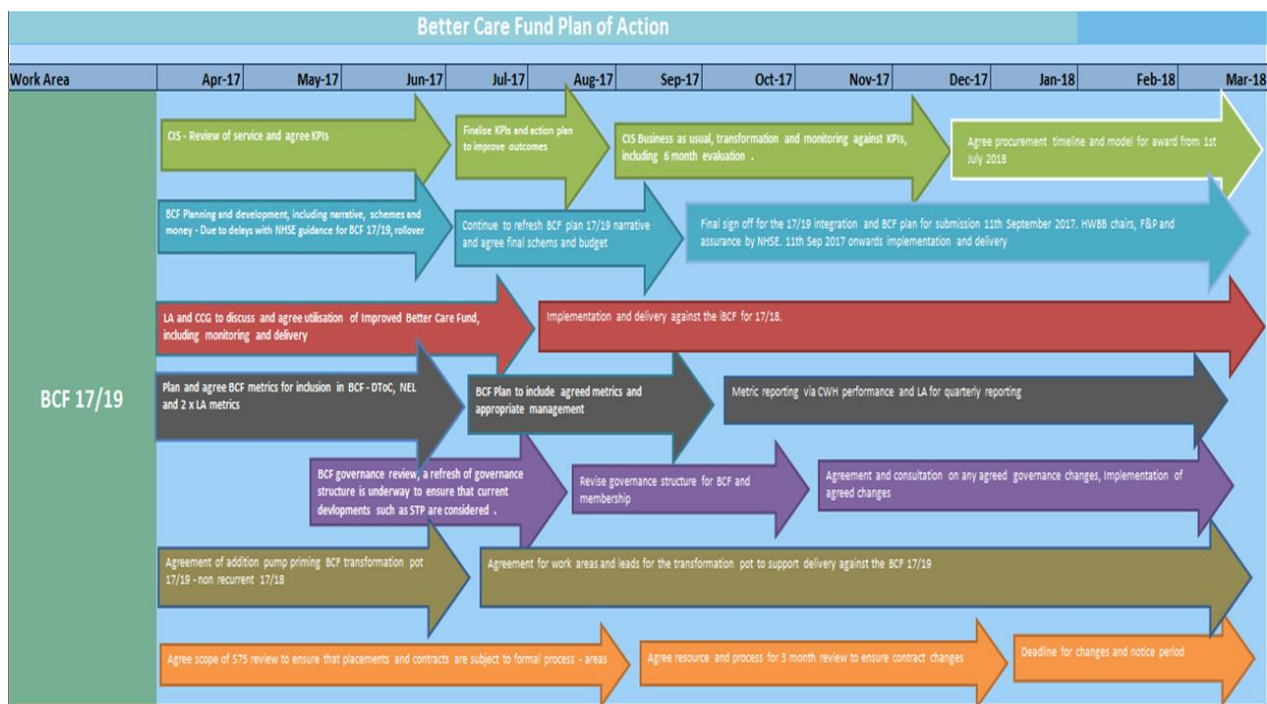 Better Care Fund Plan of Action
Work Area Apr-17 May-17 Jun-17 Jul-17 Aug-17 Sep-17 Oct-17 Nov-17 Dec-17 Jan-18 Feb-18 Mar-18
BCF 17/19
CIS - Review of service and agree KPIs
Finalise KPIs and action plan
to improve outcomes
CIS Business as usual, transformation and monitoring against KPIs,
including 6 month evaluation .
Agree procurement timeline and model for award from 1st
July 2018
BCF Planning and development, including narrative, schemes and
money - Due to delays with NHSE guidance for BCF 17/19, rollover
Continue to refresh BCF plan 17/19 narrative
and agree final schems and budget
Final sign off for the 17/19 integration and BCF plan for submission 11th September 2017. HWBB chairs, F&P and
assurance by NHSE. 11th Sep 2017 onwards implementation and delivery
LA and CCG to discuss and agree utilisation of Improved Better Care Fund,
including monitoring and delivery
Implementation and delivery against the iBCF for 17/18.
Plan and agree BCF metrics for inclusion in BCF - DToC, NEL
and 2 x LA metrics
BCF Plan to include agreed metrics and
appropriate management
Metric reporting via CWH performance and LA for quarterly reporting
BCF governance review, a refresh of governance
structure is underway to ensure that current
devlopments such as STP are considered .
Revise governance structure for BCF and
membership
Agreement and consultation on any agreed governance changes, Implementation of
agreed changes
Agreement of addition pump priming BCF transformation pot
17/19 - non recurrent 17/18
Agreement for work areas and leads for the transformation pot to support delivery against the BCF 17/19
Agree scope of S75 review to ensure that placements and contracts are subject to formal process - areas
Agree resource and process for 3 month review to ensure contract changes
Deadline for changes and notice period